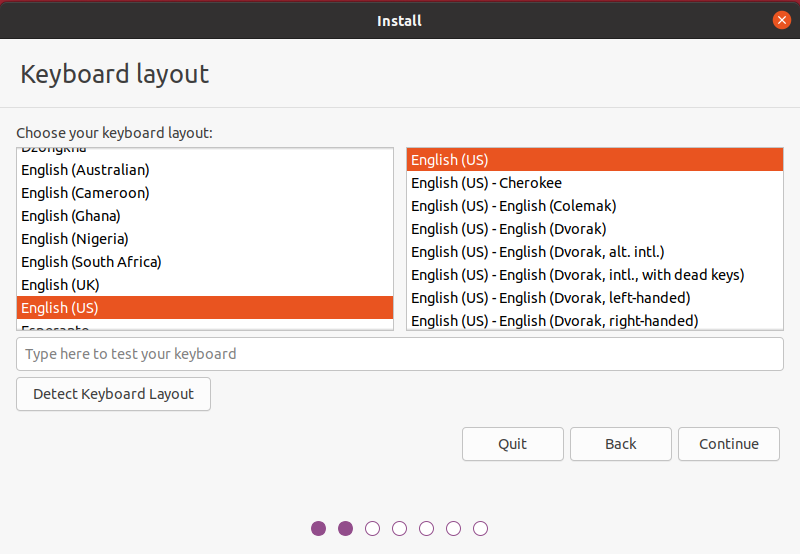 Install
Keyboard layout
Choose your keyboard layout:
Dzongkha
English (Australian)
English (Cameroon)
English (Ghana)
English (Nigeria)
English (South Africa)
English (UK)
English (US)
Esperanto
English (US)
English (US) - Cherokee
English (US) - English (Colemak)
English (US) - English (Dvorak)
English (US) - English (Dvorak, alt. intl.)
English (US) - English (Dvorak, intl., with dead keys)
English (US) - English (Dvorak, left-handed)
English (US) - English (Dvorak, right-handed)
Type here to test your keyboard
Detect Keyboard Layout
Quit
Back
Continue